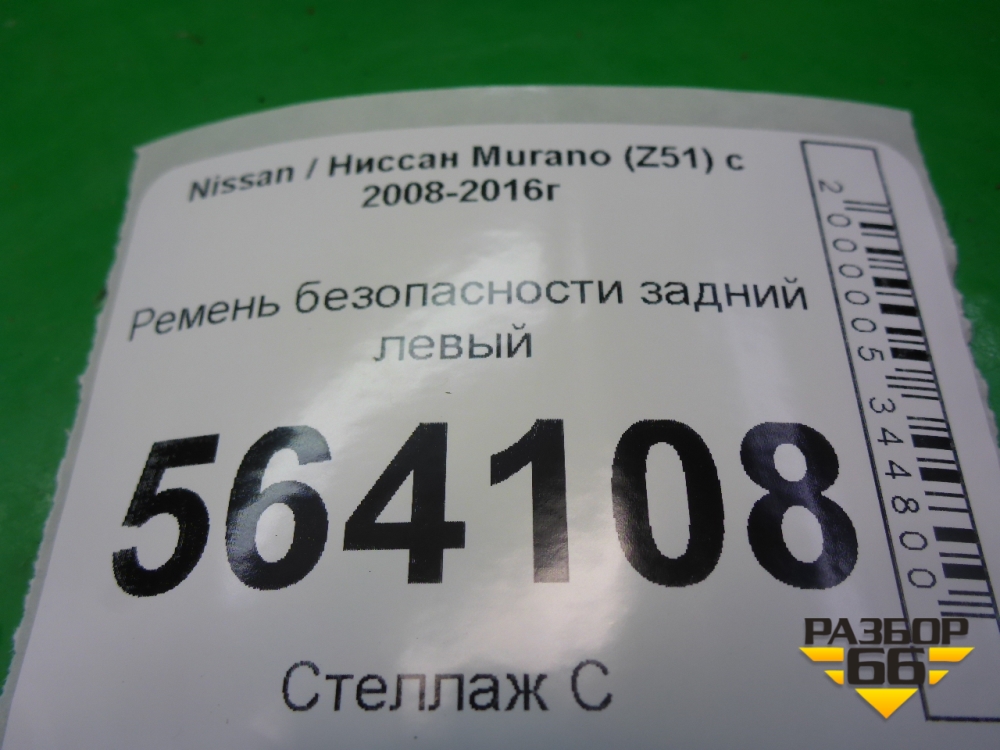 Nissan / Ниссан Murano (Z51) с
2008-2016г
Ремень безопасности задний
левый
564108
Стеллаж С
2000005344800
РАЗБОР
66